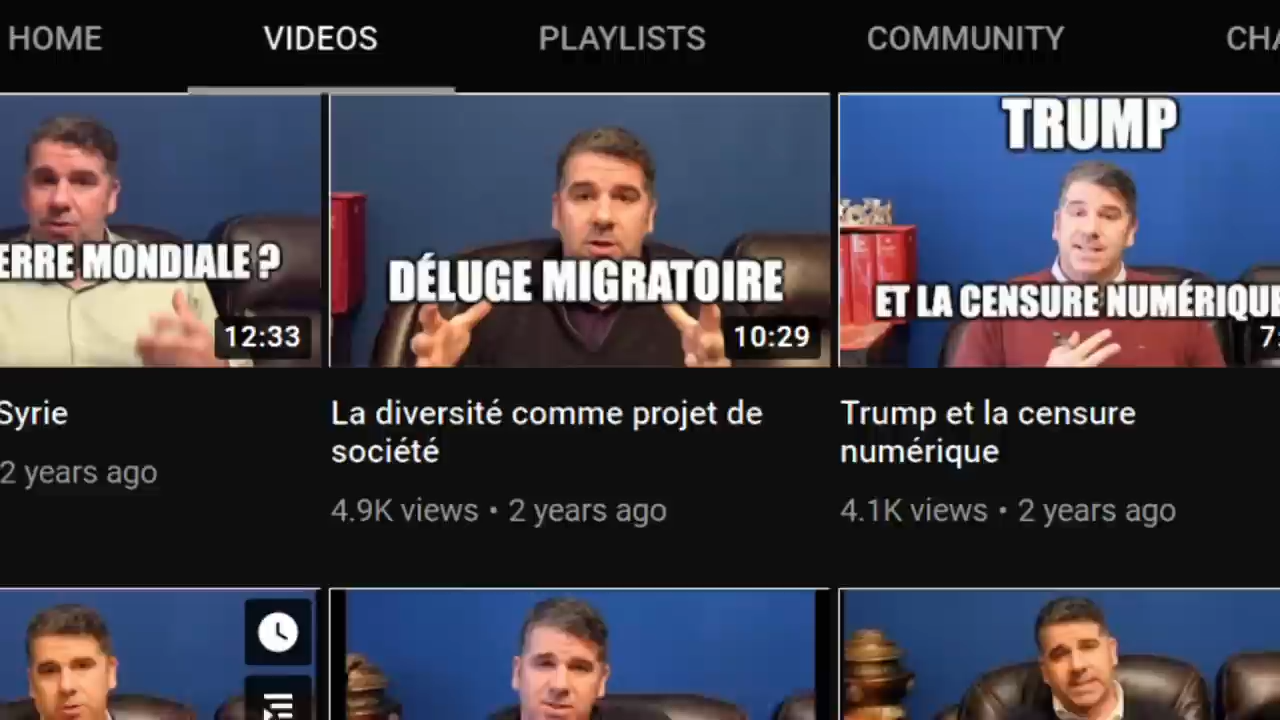 HOME VIDEOS PLAYLISTS COMMUNITY CHA
TRUMP
ERRE MONDIALE ?
DÉLUGE MIGRATOIRE
ET LA CENSURE NUMÉRIQUE
12:33
10:29
7:
Syrie
La diversité comme projet de
société
Trump et la censure
numérique
2 years ago
4.9K views • 2 years ago
4.1K views • 2 years ago